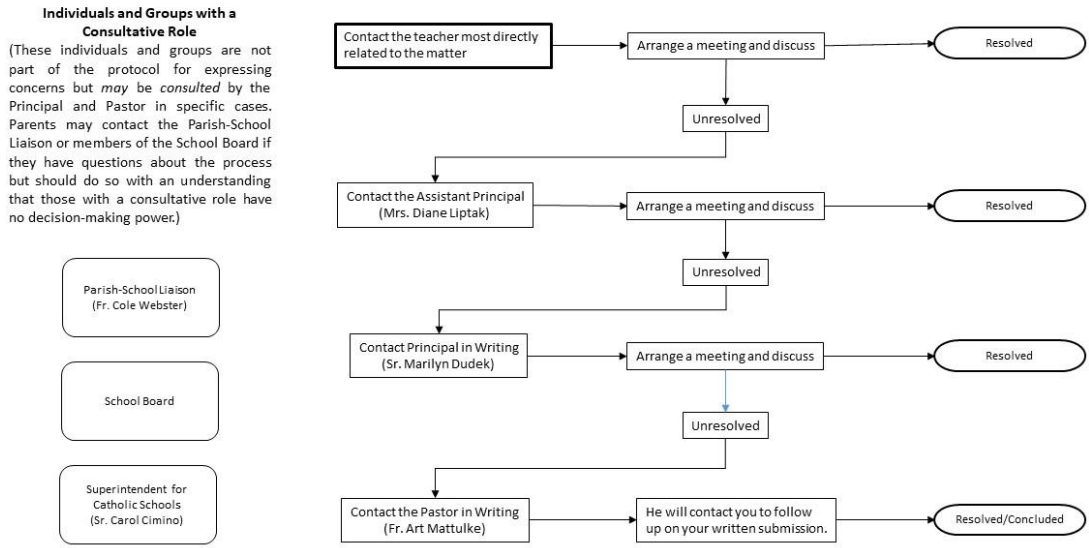 Individuals and Groups with a
Consultative Role
(These individuals and groups are not
part of the protocol for expressing
concerns but may be consulted by the
Principal and Pastor in specific cases.
Parents may contact the Parish-School
Liaison or members of the School Board if
they have questions about the process
but should do so with an understanding
that those with a consultative role have
no decision-making power.)
Parish-School Liaison
(Fr. Cole Webster)
School Board
Superintendent for
Catholic Schools
(Sr. Carol Cimino)
Contact the teacher most directly
related to the matter
Arrange a meeting and discuss
Resolved
Unresolved
Contact the Assistant Principal
(Mrs. Diane Liptak)
Arrange a meeting and discuss
Resolved
Unresolved
Contact Principal in Writing
(Sr. Marilyn Dudek)
Arrange a meeting and discuss
Resolved
Unresolved
Contact the Pastor in Writing
(Fr. Art Mattulke)
He will contact you to follow
up on your written submission.
Resolved/Concluded